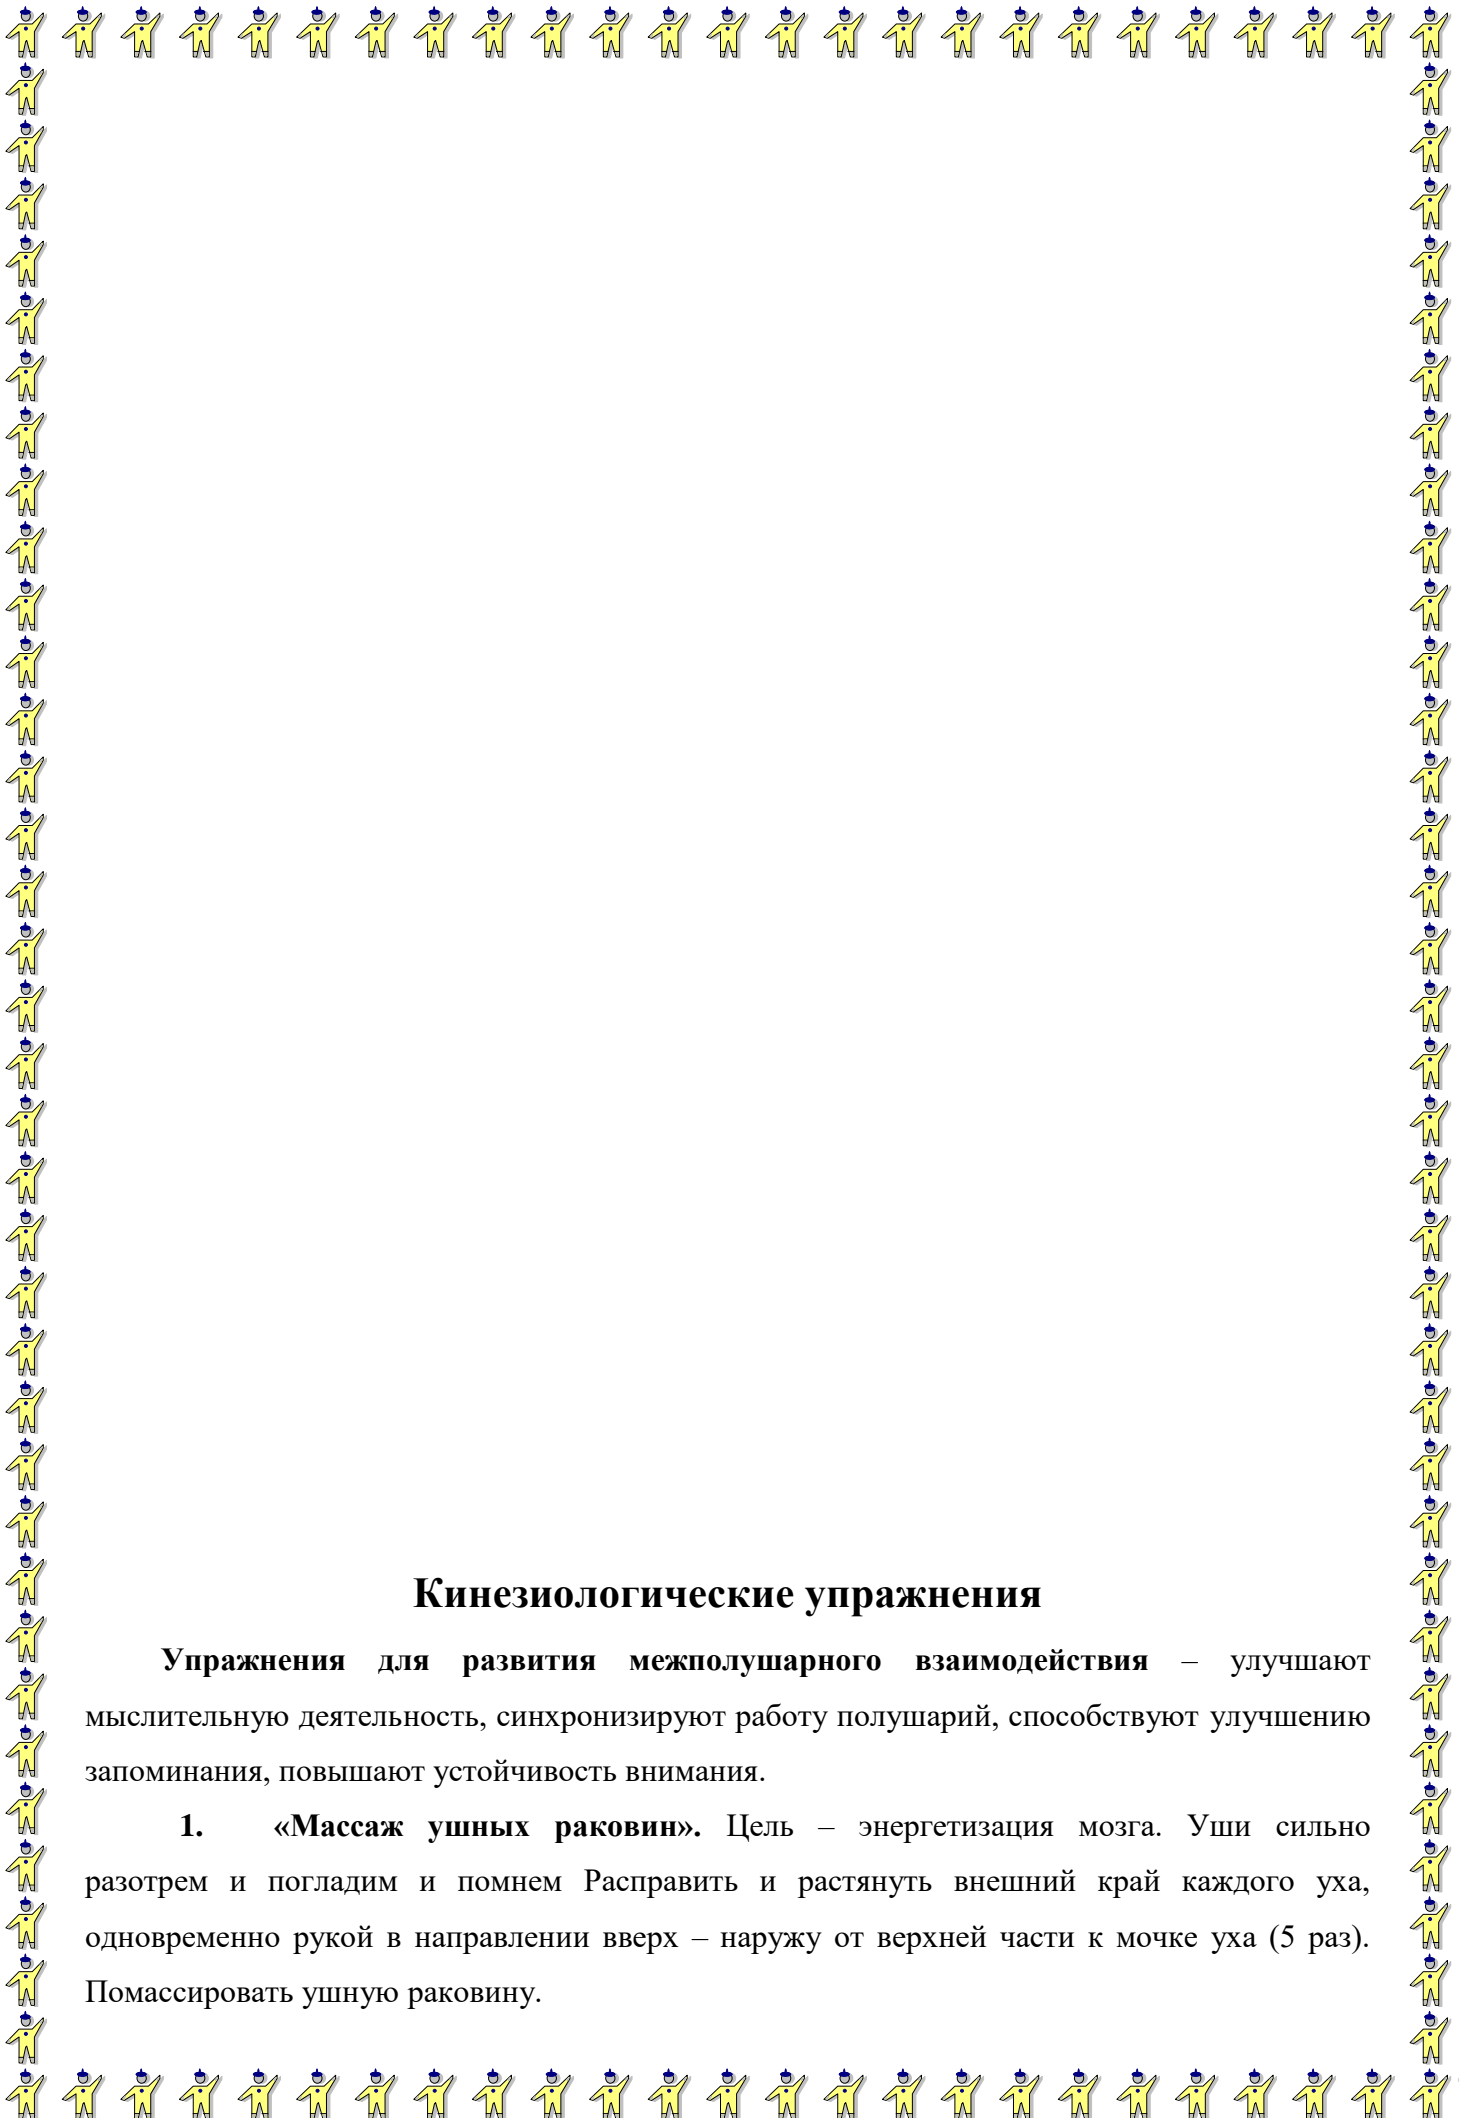 Кинезиологические упражнения
Упражнения для развития межполушарного взаимодействия – улучшают
мыслительную деятельность, синхронизируют работу полушарий, способствуют улучшению
запоминания, повышают устойчивость внимания.
1. «Массаж ушных раковин». Цель – энергетизация мозга. Уши сильно
разотрем и погладим и помнем Расправить и растянуть внешний край каждого уха,
одновременно рукой в направлении вверх – наружу от верхней части к мочке уха (5 раз).
Помассировать ушную раковину.